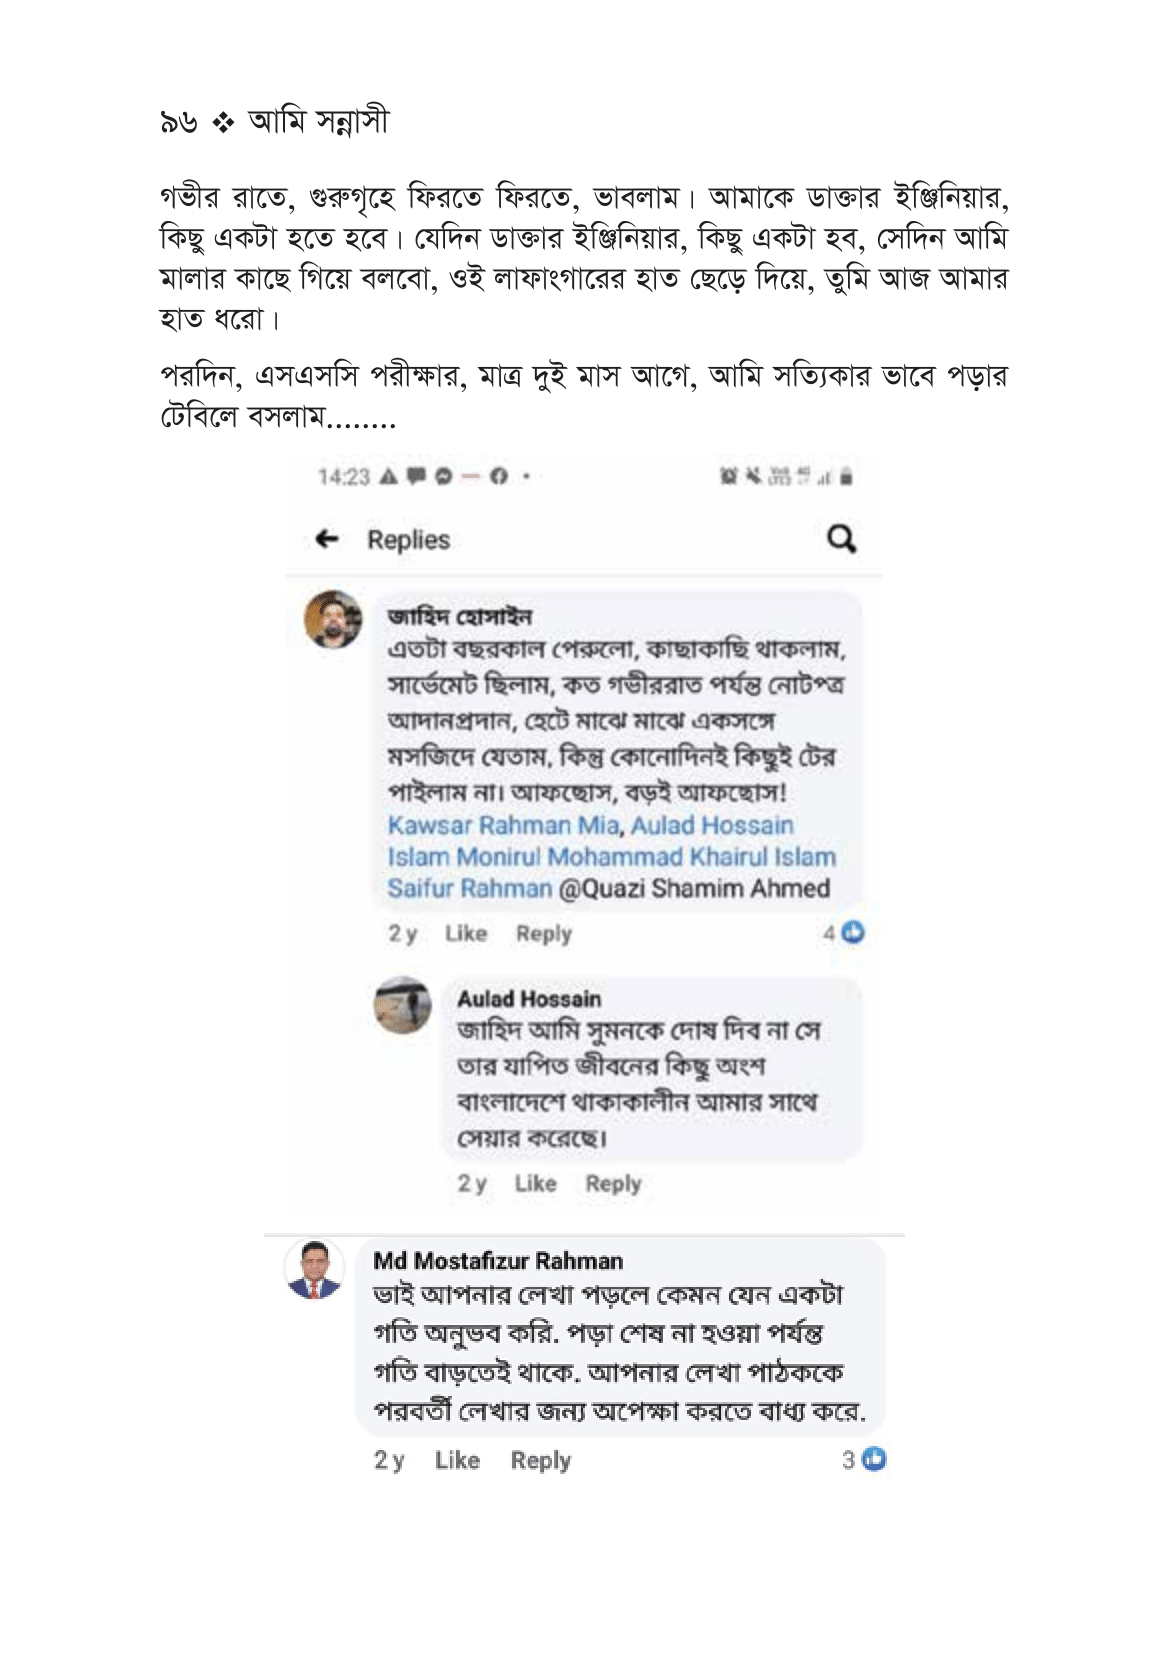 ৯৬ ❖ আমি সন্নাসী
গভীর রাতে, গুরুগৃহে ফিরতে ফিরতে, ভাবলাম। আমাকে ডাক্তার ইঞ্জিনিয়ার,
কিছু একটা হতে হবে। যেদিন ডাক্তার ইঞ্জিনিয়ার, কিছু একটা হব, সেদিন আমি
মালার কাছে গিয়ে বলবো, ওই লাফাংগারের হাত ছেড়ে দিয়ে, তুমি আজ আমার
হাত ধরো।
পরদিন, এসএসসি পরীক্ষার, মাত্র দুই মাস আগে, আমি সত্যিকার ভাবে পড়ার
টেবিলে বসলাম........
14:23
Replies
জাহিদ হোসাইন
এতটা বছরকাল পেরুলো, কাছাকাছি থাকলাম,
সার্ভেমেট ছিলাম, কত গভীররাত পর্যন্ত নোটপত্র
আদানপ্রদান, হেটে মাঝে মাঝে একসঙ্গে
মসজিদে যেতাম, কিন্তু কোনোদিনই কিছুই টের
পাইলাম না। আফছোস, বড়ই আফছোস!
Kawsar Rahman Mia, Aulad Hossain
Islam Monirul Mohammad Khairul Islam
Saifur Rahman @Quazi Shamim Ahmed
2 y Like Reply 4
Aulad Hossain
জাহিদ আমি সুমনকে দোষ দিব না সে
তার যাপিত জীবনের কিছু অংশ
বাংলাদেশে থাকাকালীন আমার সাথে
সেয়ার করেছে।
2 y Like Reply
Md Mostafizur Rahman
ভাই আপনার লেখা পড়লে কেমন যেন একটা
গতি অনুভব করি. পড়া শেষ না হওয়া পর্যন্ত
গতি বাড়তেই থাকে. আপনার লেখা পাঠককে
পরবর্তী লেখার জন্য অপেক্ষা করতে বাধ্য করে.
2 y Like Reply 3